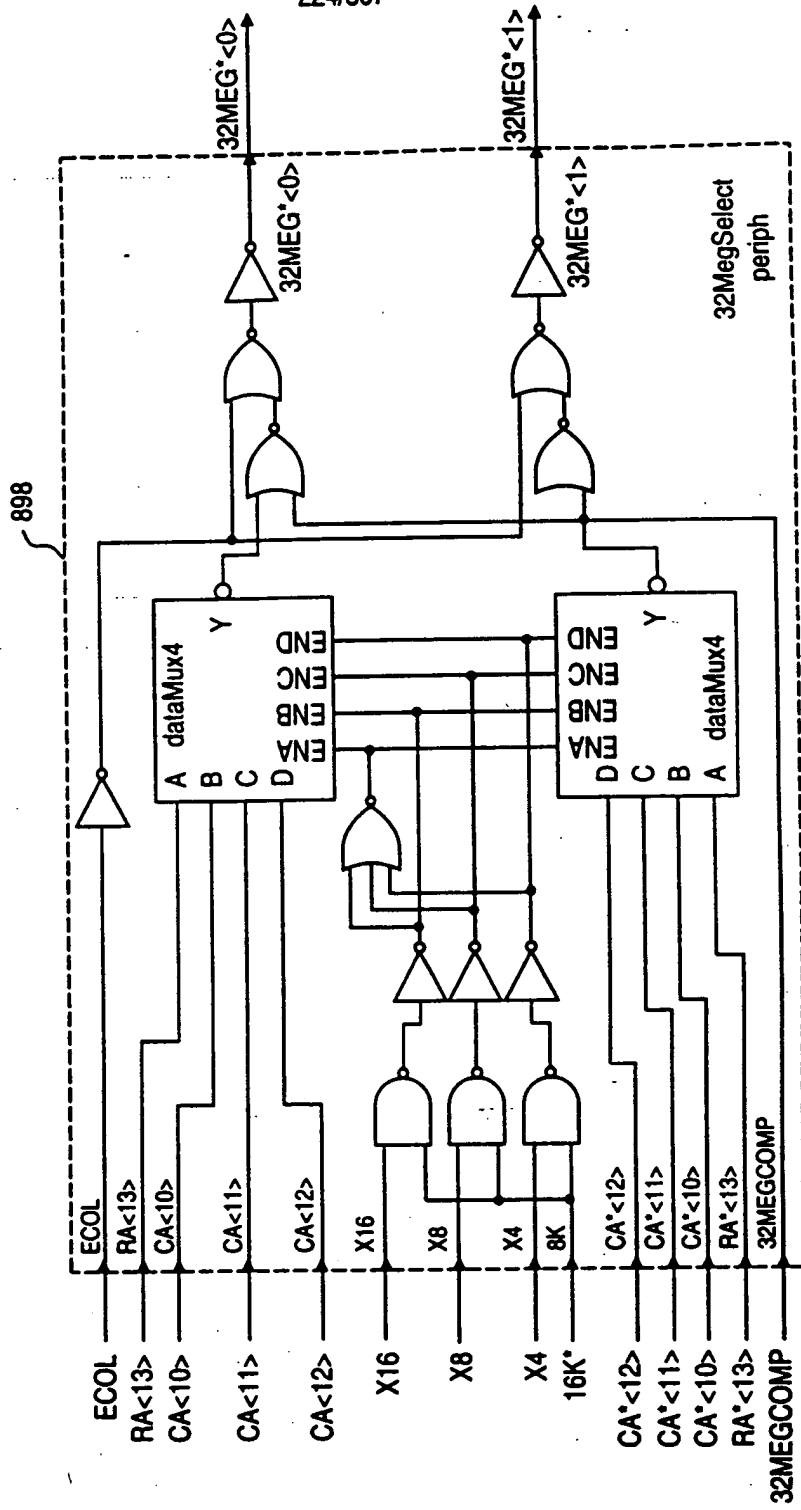 898
ECOL
ECOL
RA<13>
RA<13>
CA<10>
CA<10>
CA<11>
CA<11>
CA<12>
CA<12>
X16
X16
X8
X8
X4
X4
16K*
8K
CA*<12>
CA*<12>
CA*<11>
CA*<11>
CA*<10>
CA*<10>
RA*<13>
RA*<13>
32MEGCOMP
32MEGCOMP
dataMux4
A
B
C
D
ENA
ENB
ENC
END
Y
dataMux4
D
C
B
A
ENA
ENB
ENC
END
Y
32MEG*<0>
32MEG*<0>
32MEG*<1>
32MEG*<1>
32MegSelect
periph